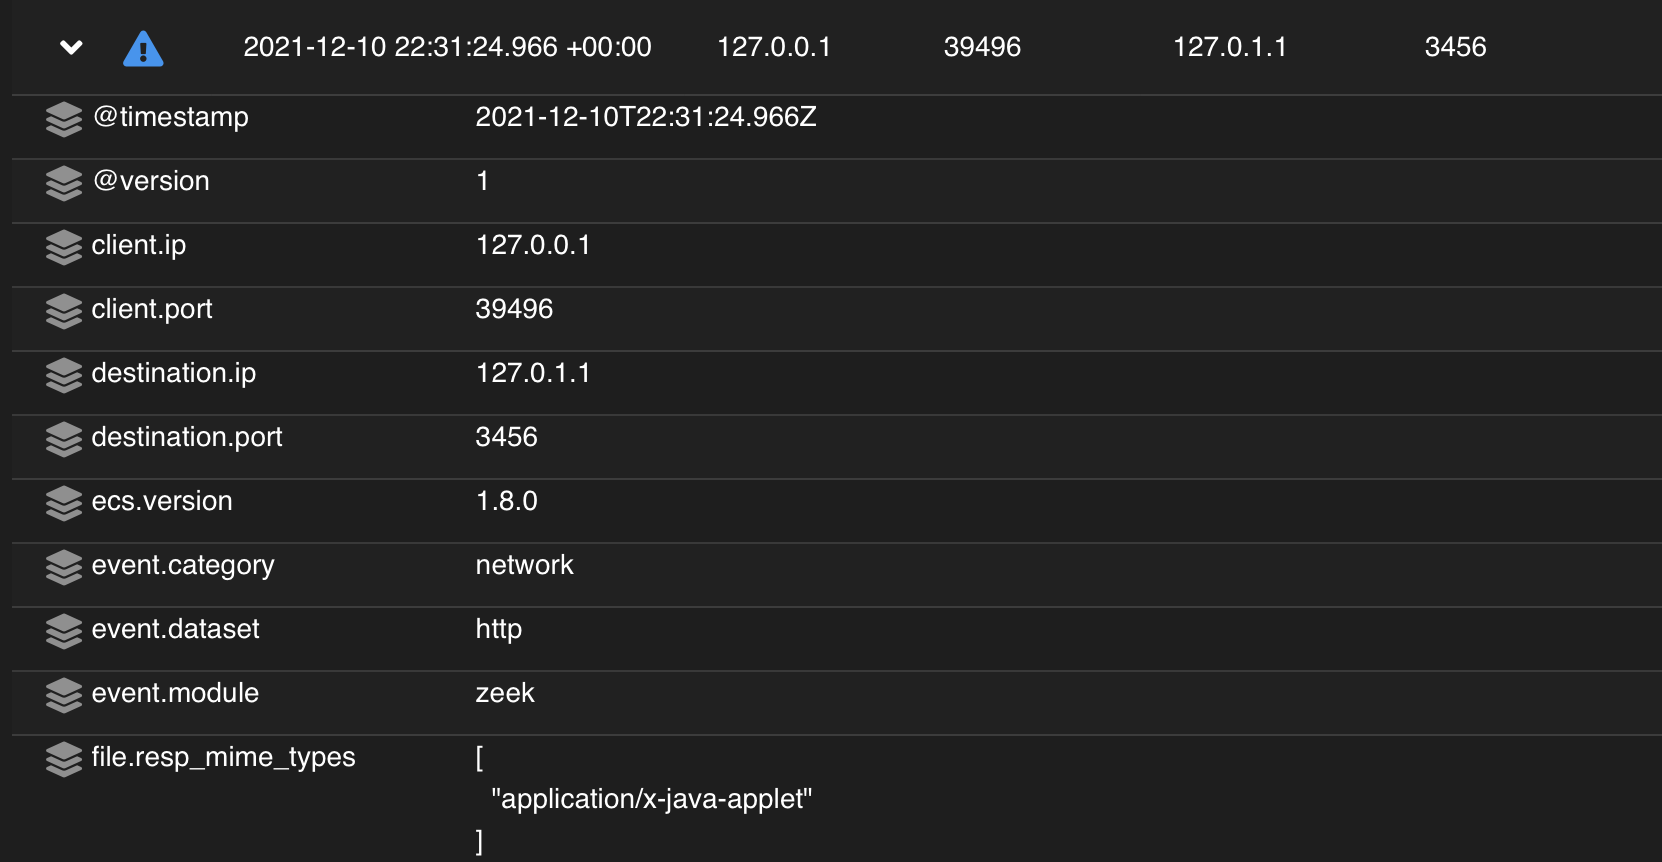 2021-12-10 22:31:24.966 +00:00 127.0.0.1 39496 127.0.1.1 3456
@timestamp 2021-12-10T22:31:24.966Z
@version 1
client.ip 127.0.0.1
client.port 39496
destination.ip 127.0.1.1
destination.port 3456
ecs.version 1.8.0
event.category network
event.dataset http
event.module zeek
file.resp_mime_types [
"application/x-java-applet"
]